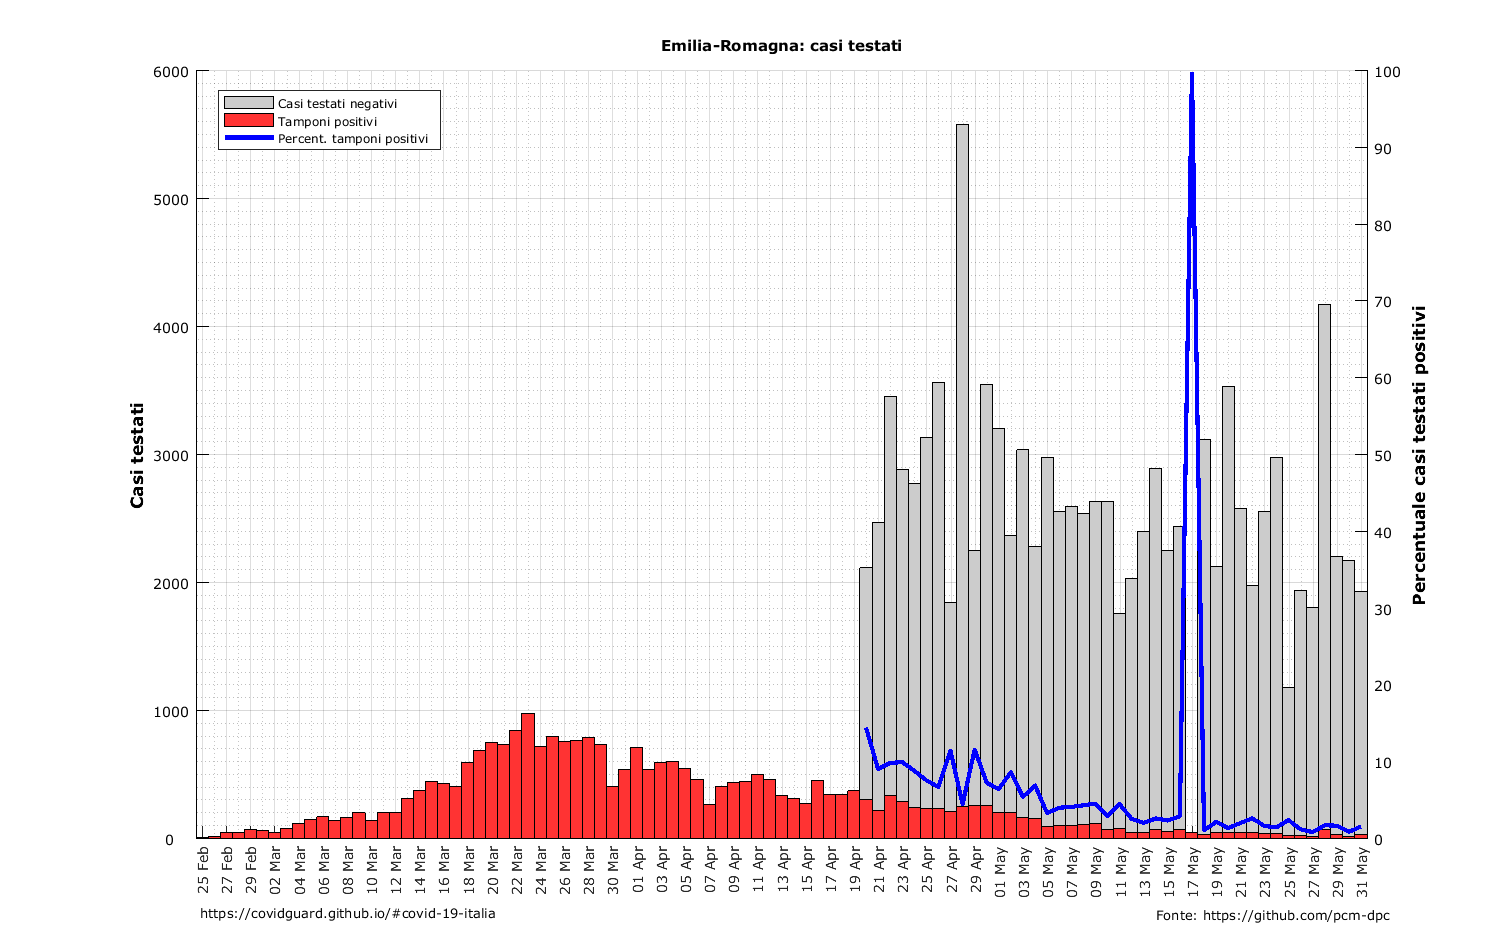 Emilia-Romagna: casi testati
Casi testati negativi
Tamponi positivi
Percent. tamponi positivi
Casi testati
6000
5000
4000
3000
2000
1000
0
100
90
80
70
60
50
40
30
20
10
0
Percentuale casi testati positivi
25 Feb
27 Feb
29 Feb
02 Mar
04 Mar
06 Mar
08 Mar
10 Mar
12 Mar
14 Mar
16 Mar
18 Mar
20 Mar
22 Mar
24 Mar
26 Mar
28 Mar
30 Mar
01 Apr
03 Apr
05 Apr
07 Apr
09 Apr
11 Apr
13 Apr
15 Apr
17 Apr
19 Apr
21 Apr
23 Apr
25 Apr
27 Apr
29 Apr
01 May
03 May
05 May
07 May
09 May
11 May
13 May
15 May
17 May
19 May
21 May
23 May
25 May
27 May
29 May
31 May
https://covidguard.github.io/#covid-19-italia
Fonte: https://github.com/pcm-dpc